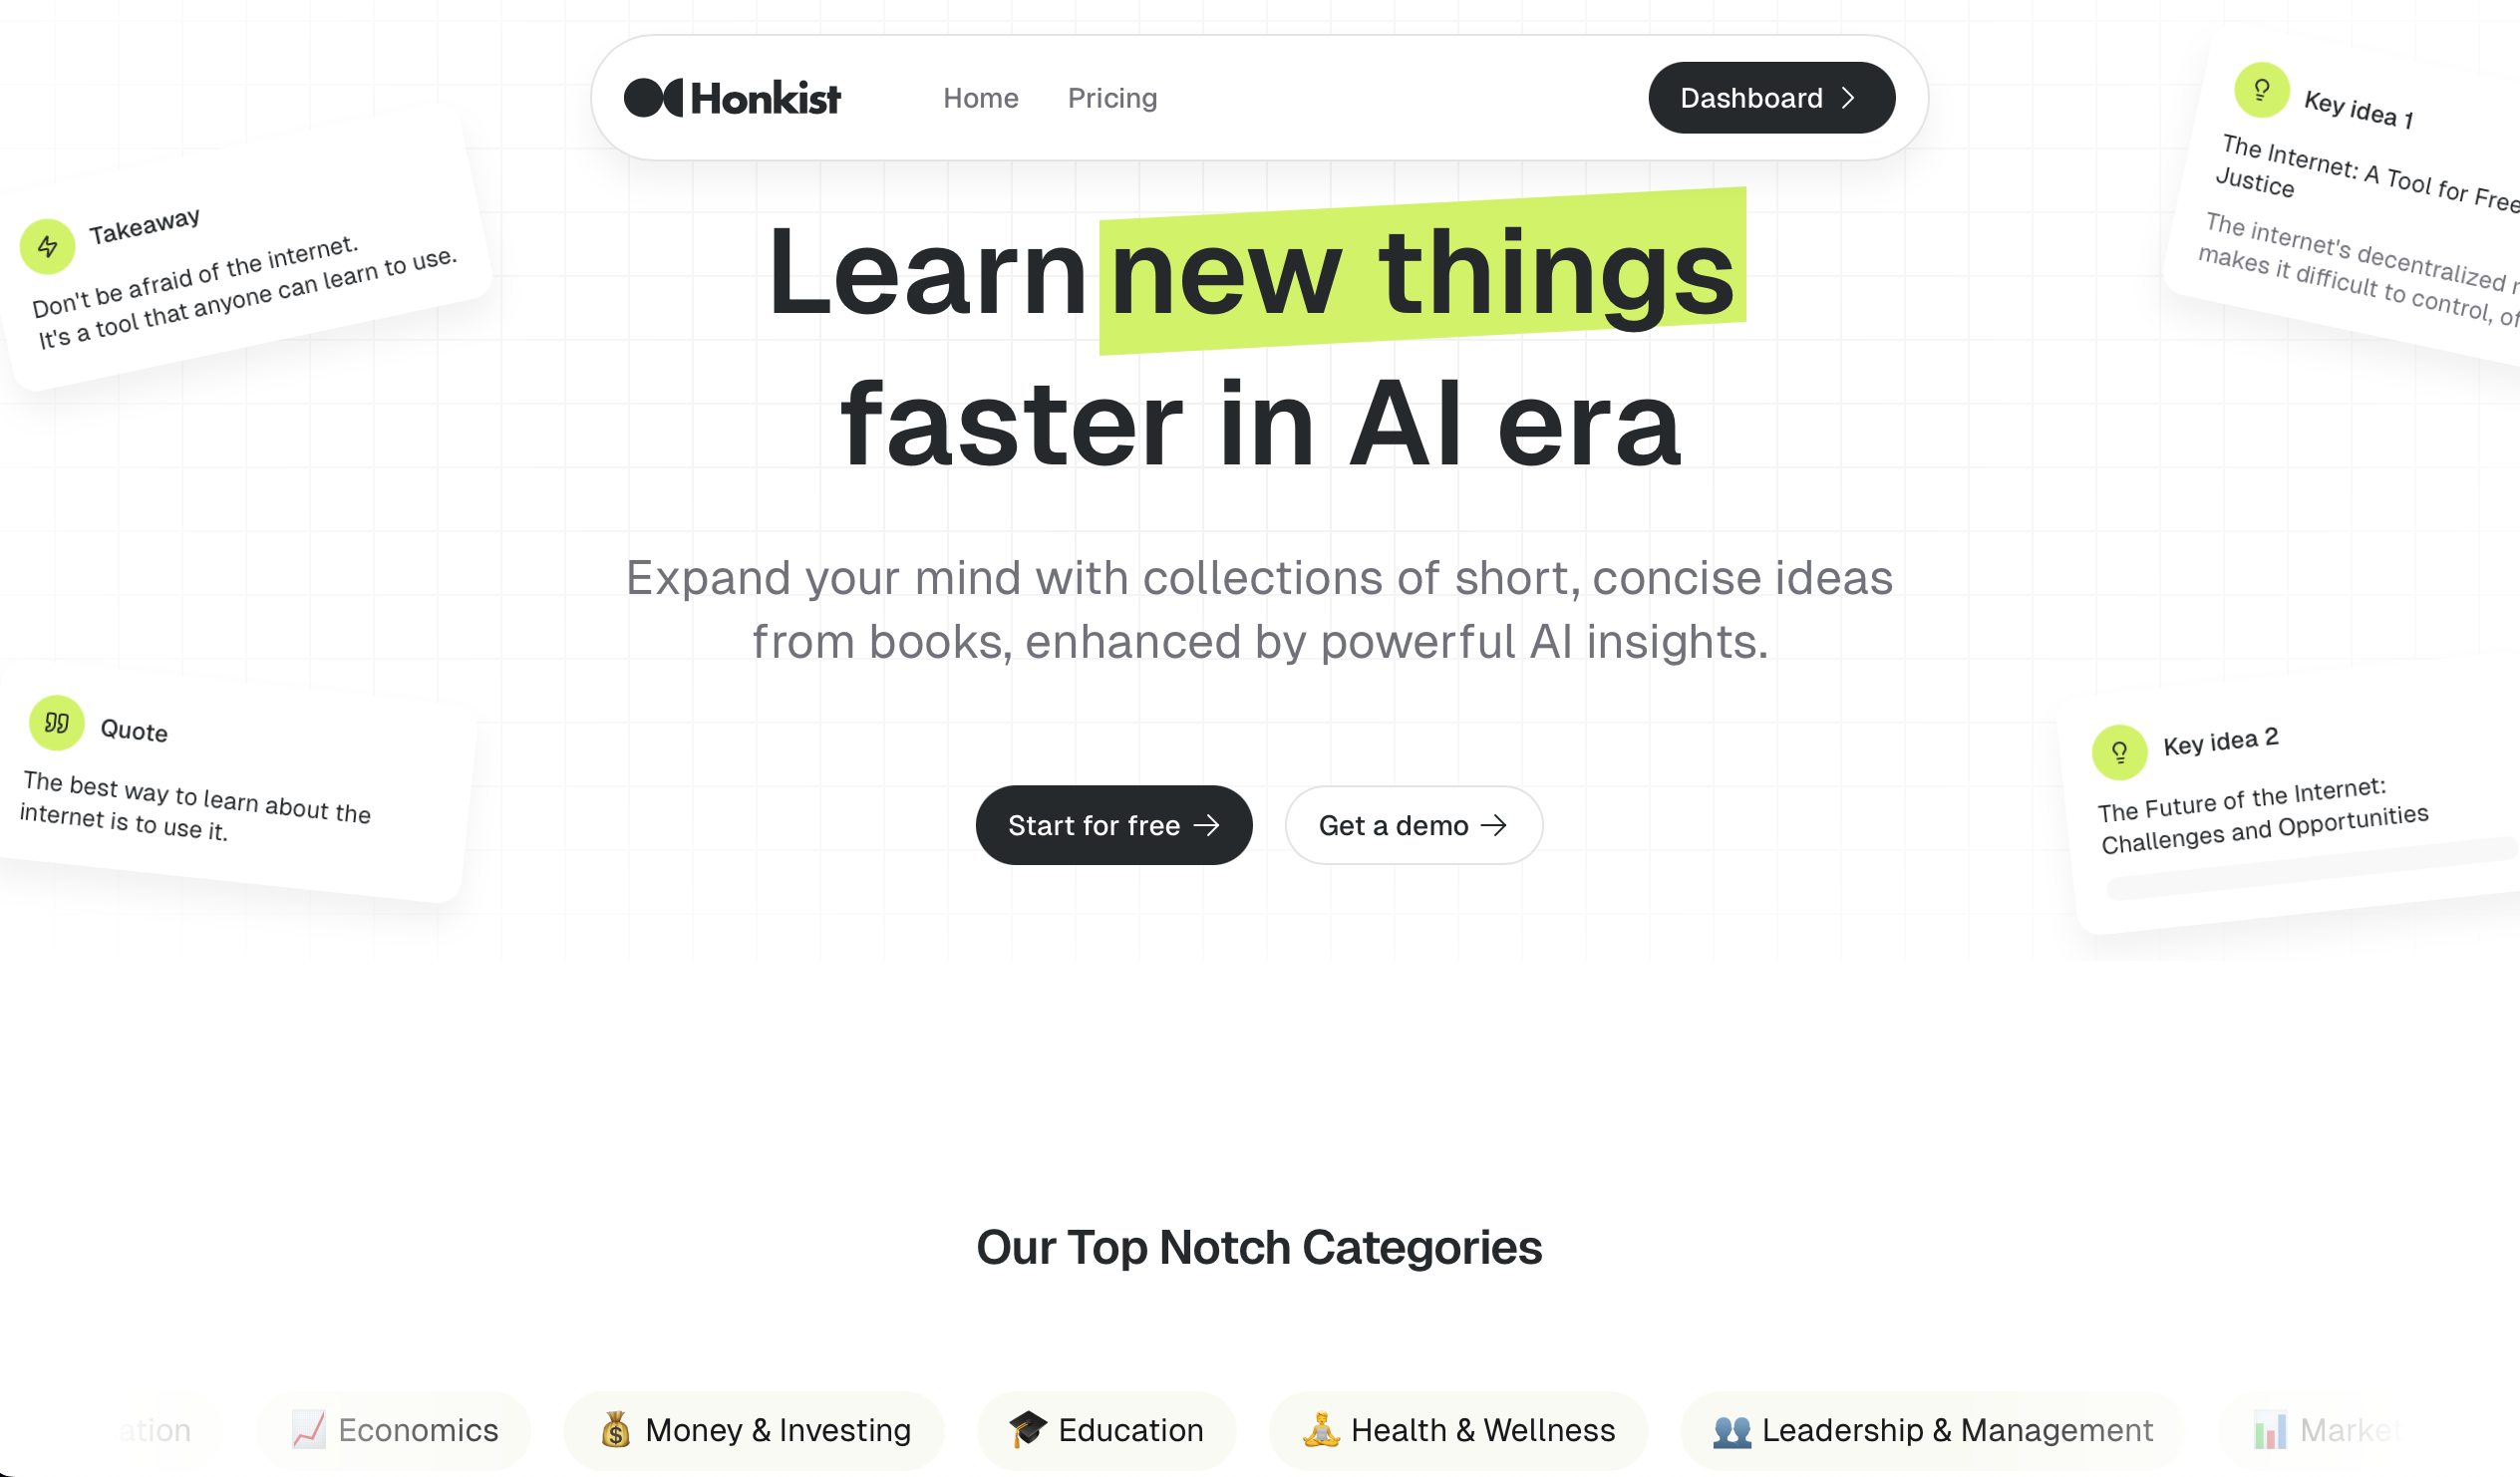 Honkist
Home
Pricing
Dashboard
Learn new things
faster in AI era
Expand your mind with collections of short, concise ideas
from books, enhanced by powerful AI insights.
Start for free
Get a demo
Takeaway
Don't be afraid of the internet.
It's a tool that anyone can learn to use.
Quote
The best way to learn about the
internet is to use it.
Key idea 1
The Internet: A Tool for Free
Justice
The internet's decentralized
makes it difficult to control,
Key idea 2
The Future of the Internet:
Challenges and Opportunities
Our Top Notch Categories
ation
Economics
Money & Investing
Education
Health & Wellness
Leadership & Management
Market